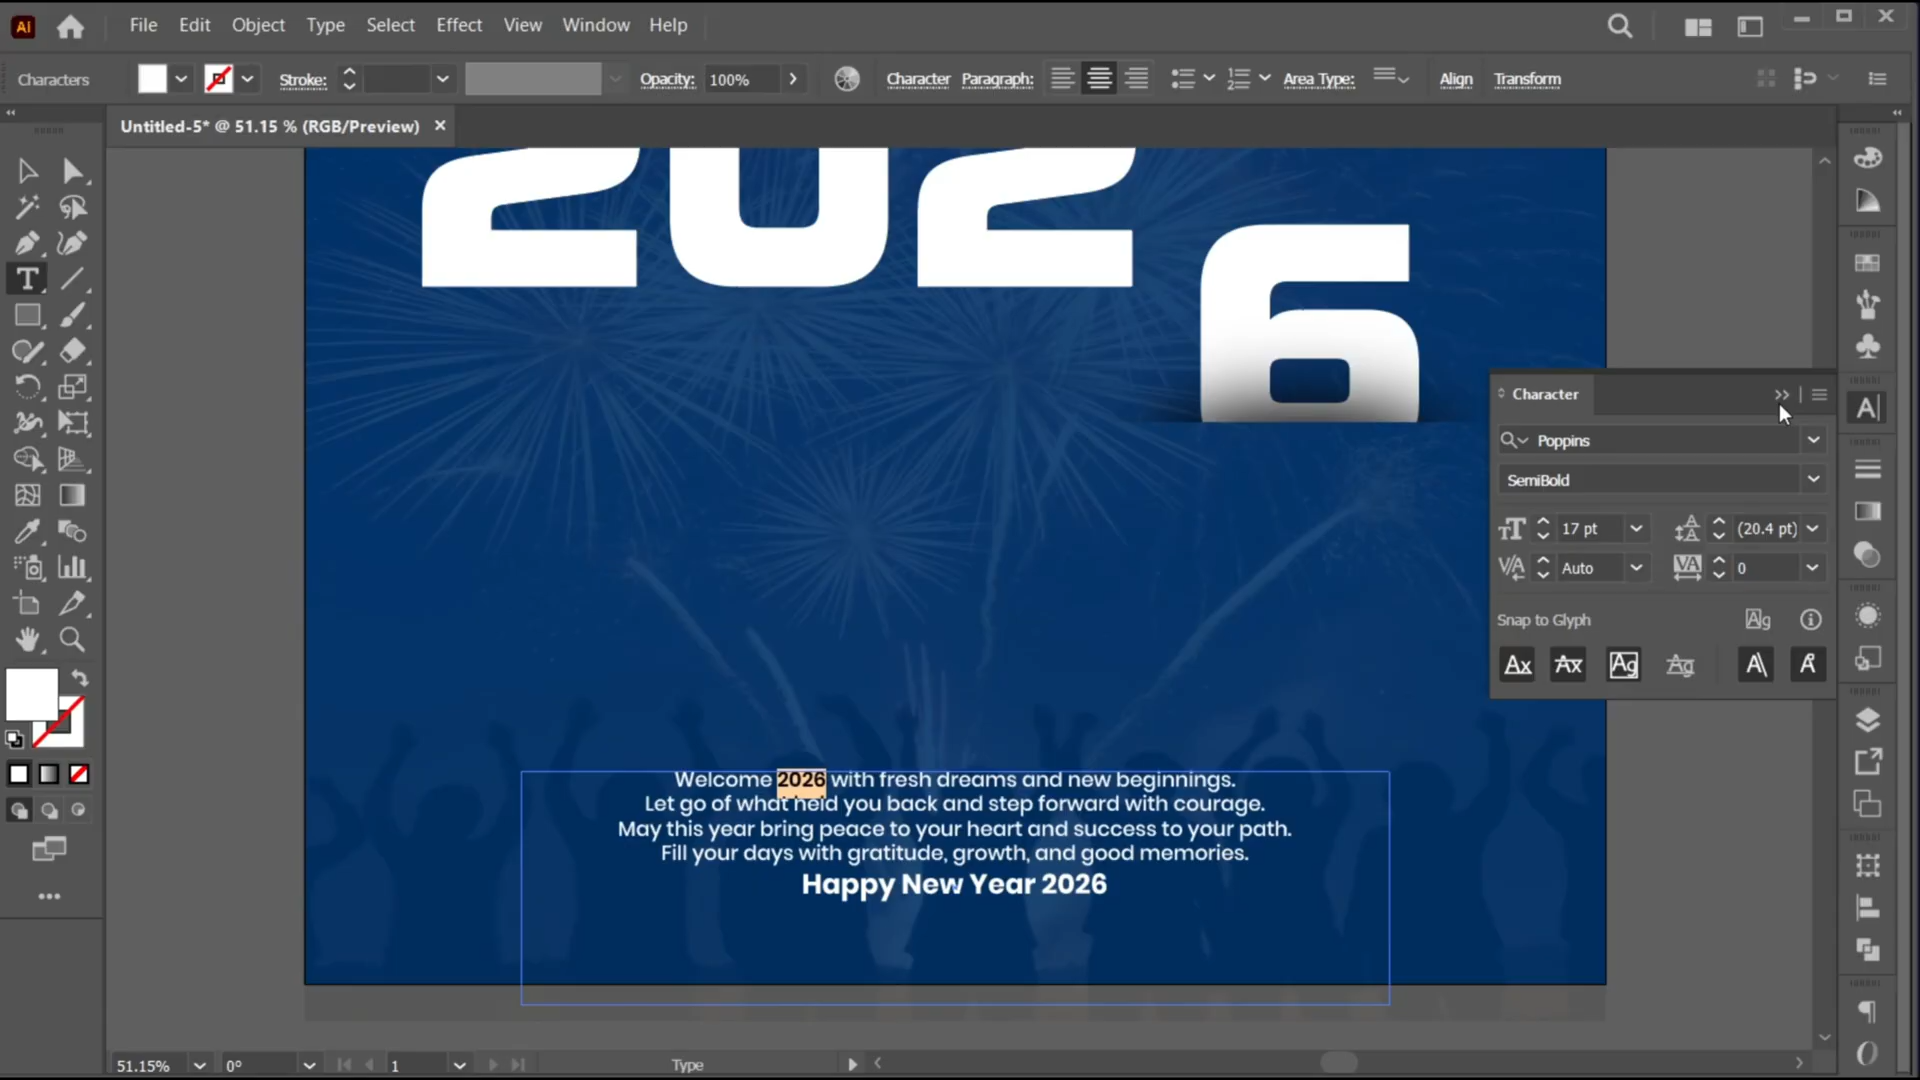 Ai File Edit Object Type Select Effect View Window Help
Characters Stroke: Opacity: 100% Character Paragraph: Area Type: Align Transform
Untitled-5* @ 51.15 % (RGB/Preview) ×
2026
Character
Poppins
SemiBold
17 pt (20.4 pt)
Auto 0
Snap to Glyph
Welcome 2026 with fresh dreams and new beginnings.
Let go of what held you back and step forward with courage.
May this year bring peace to your heart and success to your path.
Fill your days with gratitude, growth, and good memories.
Happy New Year 2026
51.15% 0° 1 Type